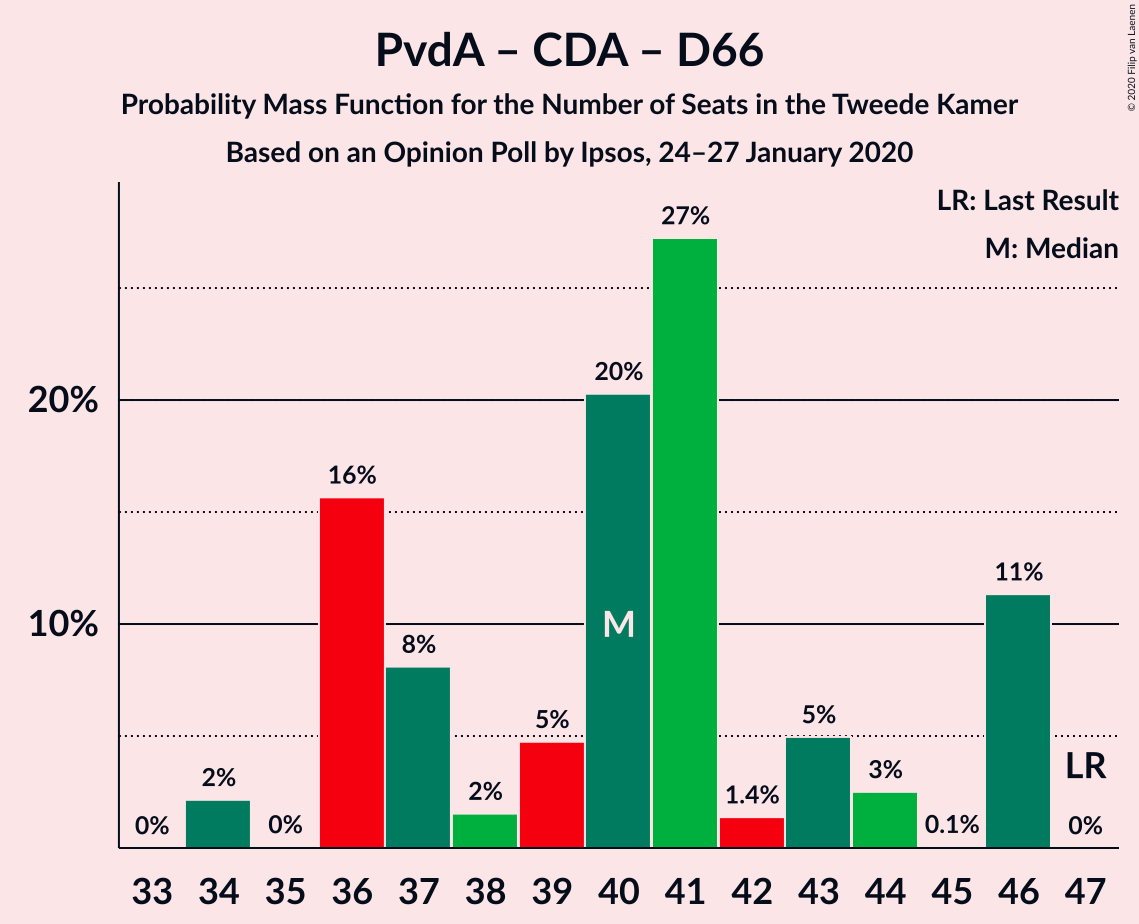 PvdA – CDA – D66
Probability Mass Function for the Number of Seats in the Tweede Kamer
Based on an Opinion Poll by Ipsos, 24–27 January 2020
© 2020 Filip van Laenen
LR: Last Result
M: Median
20%
10%
0%
2%
0%
16%
8%
2%
5%
20%
M
27%
1.4%
5%
3%
0.1%
11%
LR
0%
33 34 35 36 37 38 39 40 41 42 43 44 45 46 47